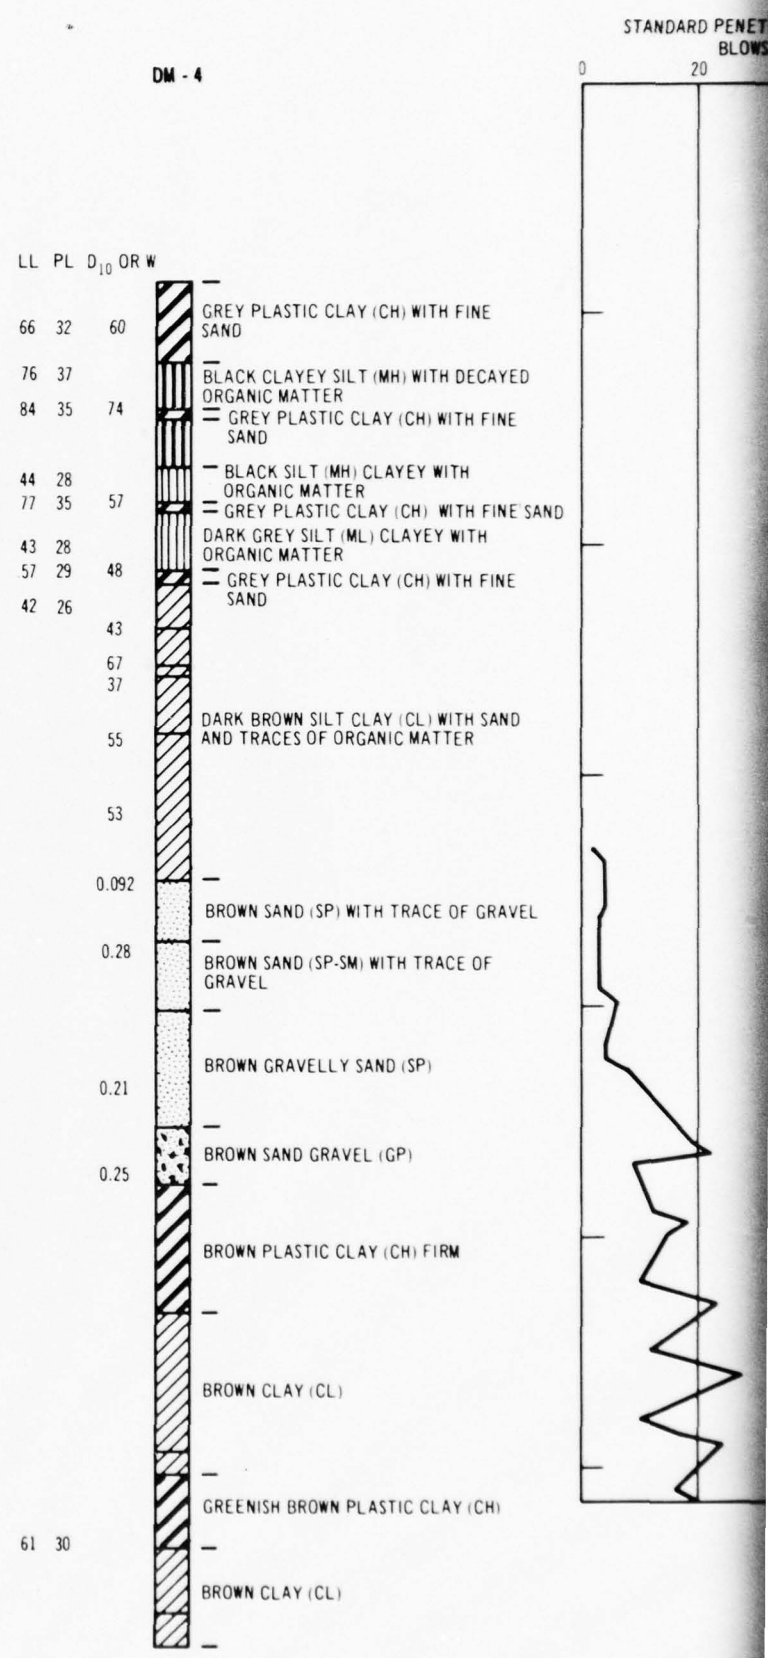 STANDARD PENET
BLOWS
DM - 4
0 20
LL PL D10 OR W
GREY PLASTIC CLAY (CH) WITH FINE
66 32 60 SAND
76 37 BLACK CLAYEY SILT (MH) WITH DECAYED
ORGANIC MATTER
84 35 74 GREY PLASTIC CLAY (CH) WITH FINE
SAND
44 28 BLACK SILT (MH) CLAYEY WITH
ORGANIC MATTER
77 35 57 GREY PLASTIC CLAY (CH) WITH FINE SAND
DARK GREY SILT (ML) CLAYEY WITH
43 28 ORGANIC MATTER
57 29 48 GREY PLASTIC CLAY (CH) WITH FINE
SAND
42 26
43
67
37
DARK BROWN SILT CLAY (CL) WITH SAND
55 AND TRACES OF ORGANIC MATTER
53
0.092
BROWN SAND (SP) WITH TRACE OF GRAVEL
0.28 BROWN SAND (SP-SM) WITH TRACE OF
GRAVEL
BROWN GRAVELLY SAND (SP)
0.21
BROWN SAND GRAVEL (GP)
0.25
BROWN PLASTIC CLAY (CH) FIRM
BROWN CLAY (CL)
GREENISH BROWN PLASTIC CLAY (CH)
61 30
BROWN CLAY (CL)